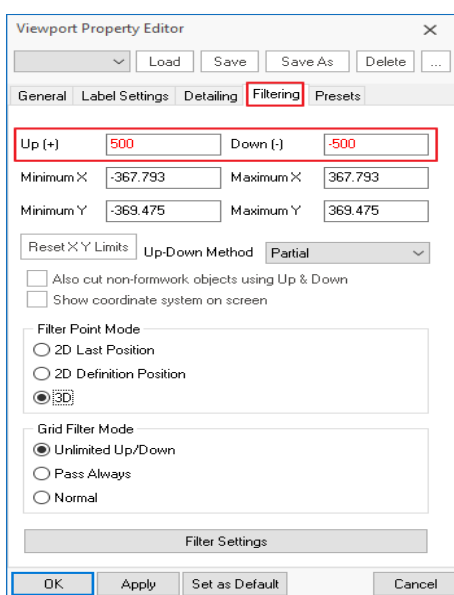 Viewport Property Editor
Load Save Save As Delete ...
General Label Settings Detailing Filtering Presets
Up (+) 500 Down (-) -500
Minimum X -367.793 Maximum X 367.793
Minimum Y -369.475 Maximum Y 369.475
Reset X Y Limits Up-Down Method Partial
Also cut non-formwork objects using Up & Down
Show coordinate system on screen
Filter Point Mode
2D Last Position
2D Definition Position
3D
Grid Filter Mode
Unlimited Up/Down
Pass Always
Normal
Filter Settings
OK Apply Set as Default Cancel